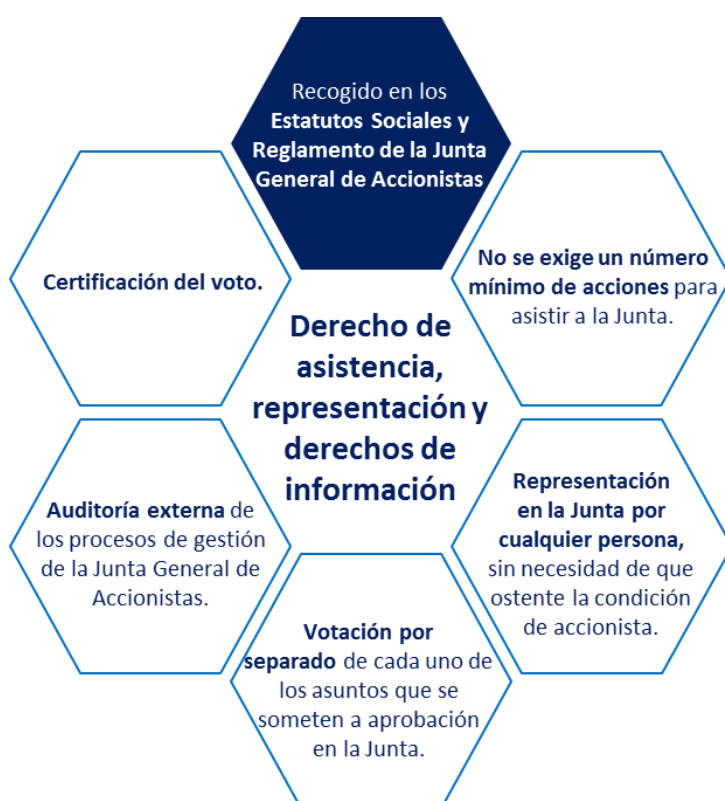 Recogido en los
Estatutos Sociales y
Reglamento de la Junta
General de Accionistas
Certificación del voto.
No se exige un número
mínimo de acciones para
asistir a la Junta.
Derecho de
asistencia,
representación y
derechos de
información
Auditoría externa de
los procesos de gestión
de la Junta General de
Accionistas.
Representación
en la Junta por
cualquier persona,
sin necesidad de que
ostente la condición
de accionista.
Votación por
separado de cada uno de
los asuntos que se
someten a aprobación
en la Junta.